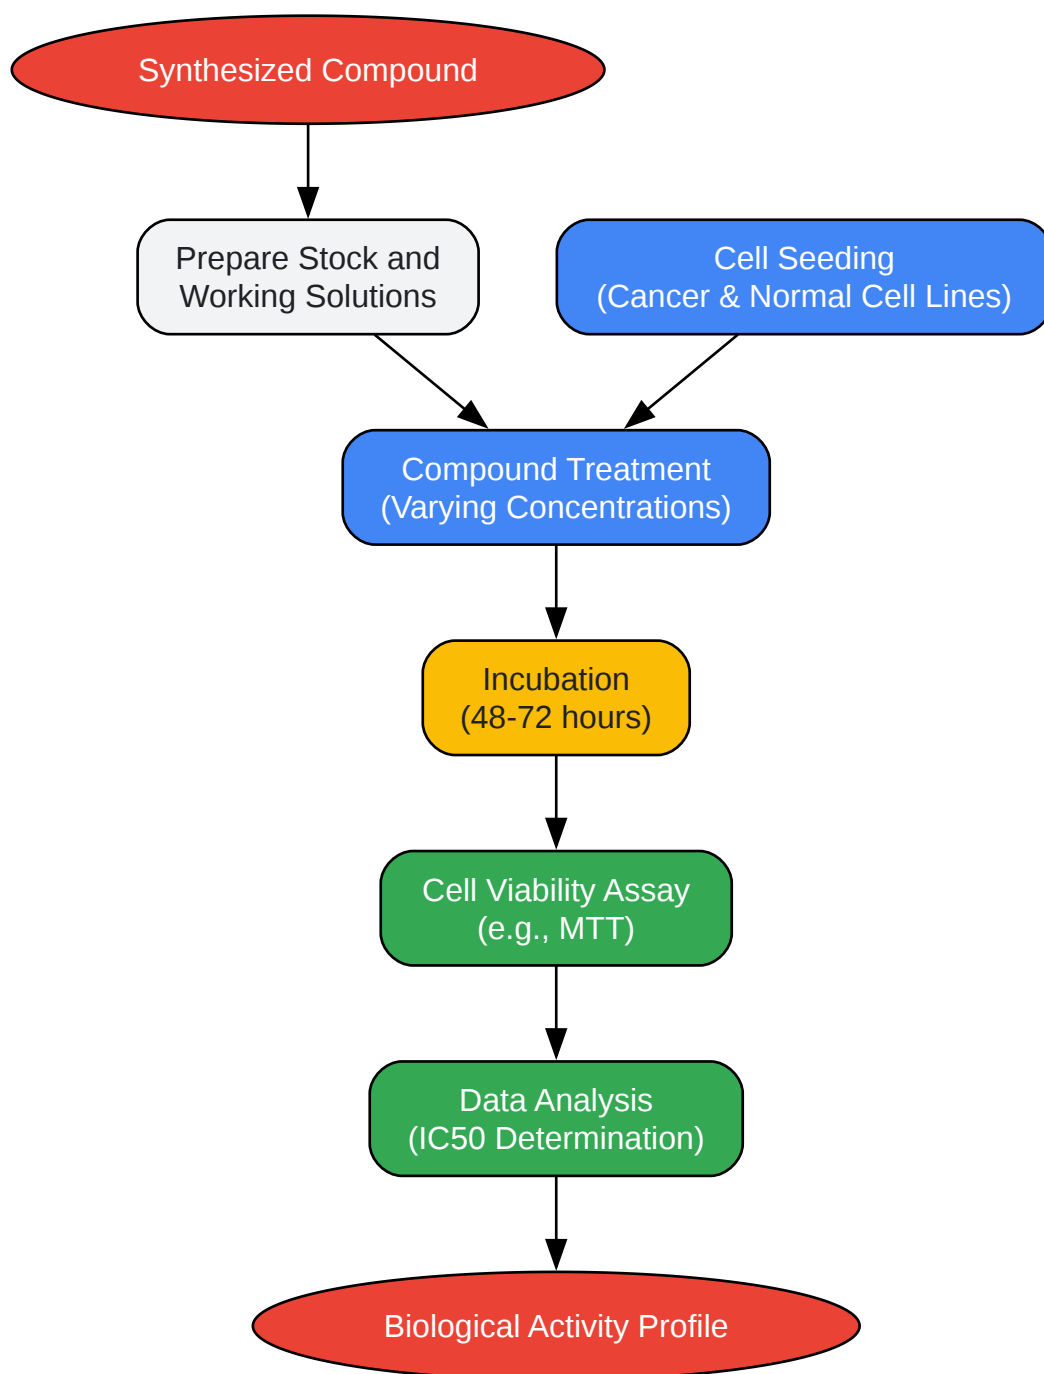 Synthesized Compound
Prepare Stock and
Working Solutions
Cell Seeding
(Cancer & Normal Cell Lines)
Compound Treatment
(Varying Concentrations)
Incubation
(48-72 hours)
Cell Viability Assay
(e.g., MTT)
Data Analysis
(IC50 Determination)
Biological Activity Profile